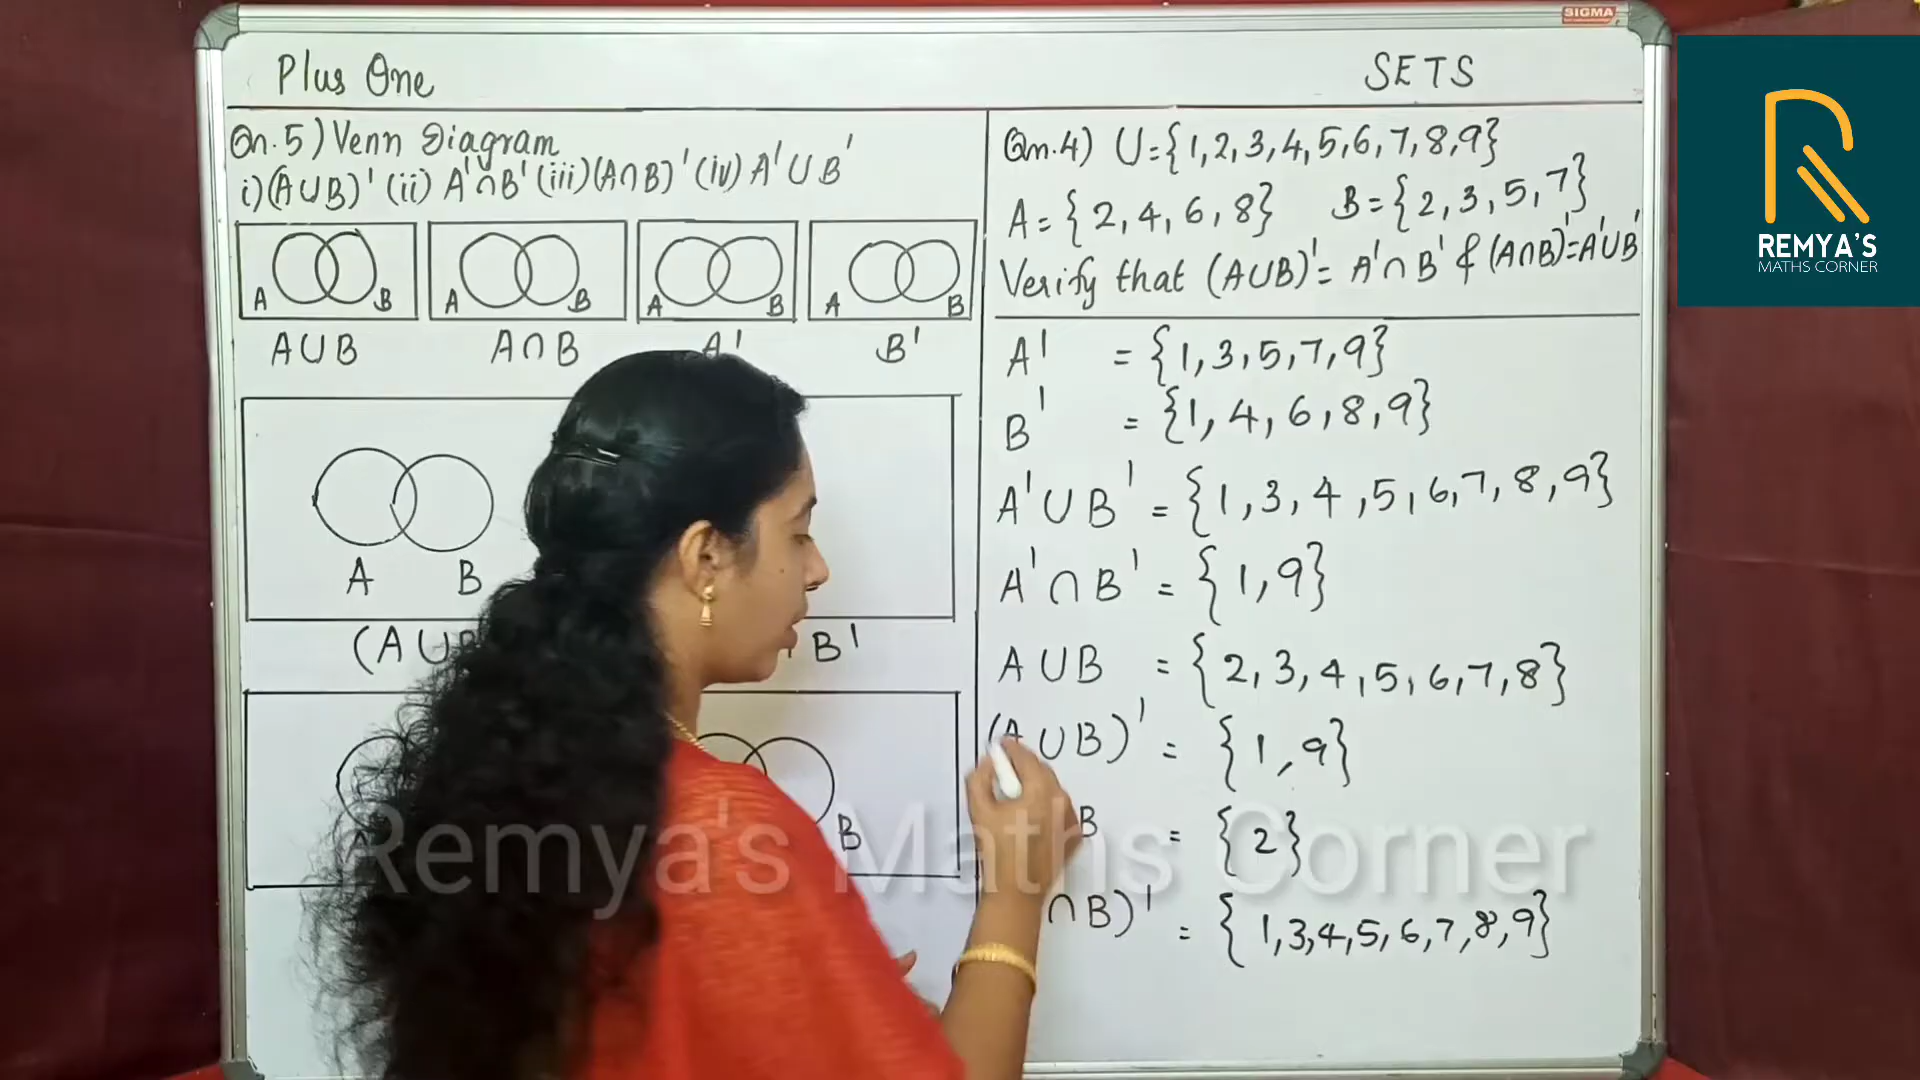 SIGMA
Plus One
SETS
Qn.5) Venn Diagram
i)(A∪B)' (ii) A'∩B' (iii)(A∩B)' (iv) A'∪B'
A B A B A B A B
A∪B A∩B A' B'
A B
(A∪B B'
B
Qn.4) U={1,2,3,4,5,6,7,8,9}
A={2,4,6,8} B={2,3,5,7}
Verify that (A∪B)'= A'∩B' & (A∩B)'=A'∪B'
A' = {1,3,5,7,9}
B' = {1,4,6,8,9}
A'∪B' = {1,3,4,5,6,7,8,9}
A'∩B' = {1,9}
A∪B = {2,3,4,5,6,7,8}
(A∪B)' = {1,9}
B = {2}
∩B)' = {1,3,4,5,6,7,8,9}
REMYA'S
MATHS CORNER
Remya's Maths Corner